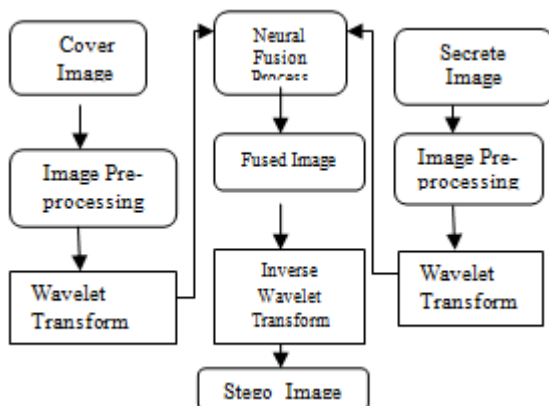 Cover
Image
Neural
Fusion
Process
Secrete
Image
Image Pre-
processing
Fused Image
Image Pre-
processing
Wavelet
Transform
Inverse
Wavelet
Transform
Wavelet
Transform
Stego Image